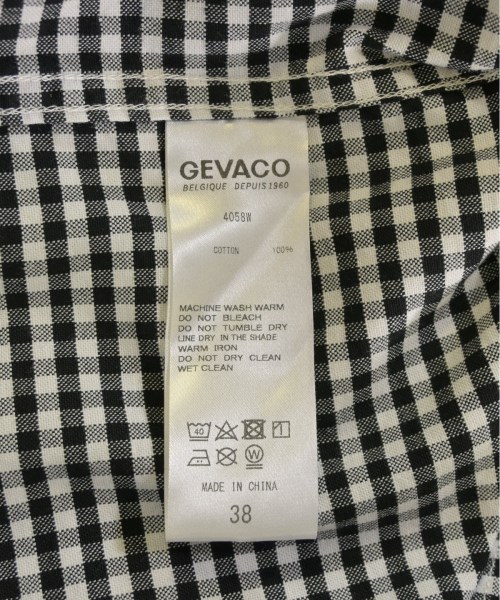 GEVACO
BELGIQUE DEPUIS 1960
4058W
COTTON 100%
MACHINE WASH WARM
DO NOT BLEACH
DO NOT TUMBLE DRY
LINE DRY IN THE SHADE
WARM IRON
DO NOT DRY CLEAN
WET CLEAN
40
W
MADE IN CHINA
38